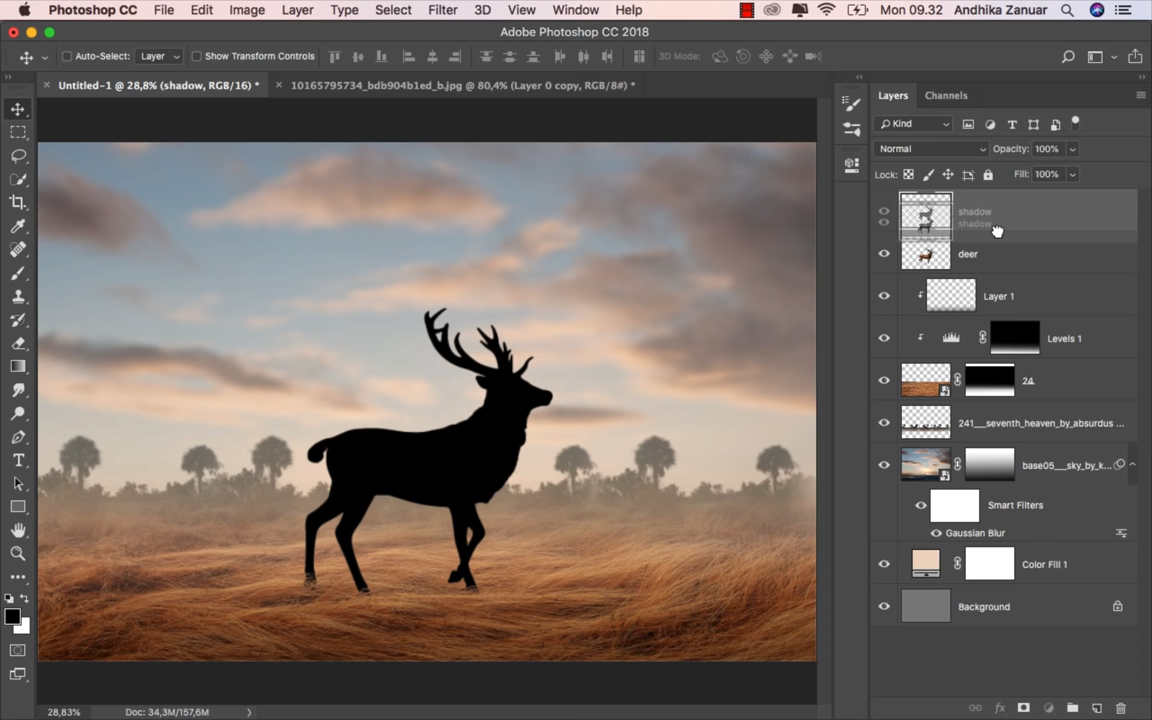 Photoshop CC File Edit Image Layer Type Select Filter 3D View Window Help Mon 09.32 Andhika Zanuar
Adobe Photoshop CC 2018
Auto-Select: Layer Show Transform Controls 3D Mode:
Untitled-1 @ 28,8% (shadow, RGB/16) * 10165795734_bdb904b1ed_b.jpg @ 80,4% (Layer 0 copy, RGB/8#) *
Layers Channels
Kind
Normal Opacity: 100%
Lock: Fill: 100%
shadow
shadow
deer
Layer 1
Levels 1
24
241__seventh_heaven_by_absurdus ...
base05__sky_by_k...
Smart Filters
Gaussian Blur
Color Fill 1
Background
28,83% Doc: 34,3M/157,6M